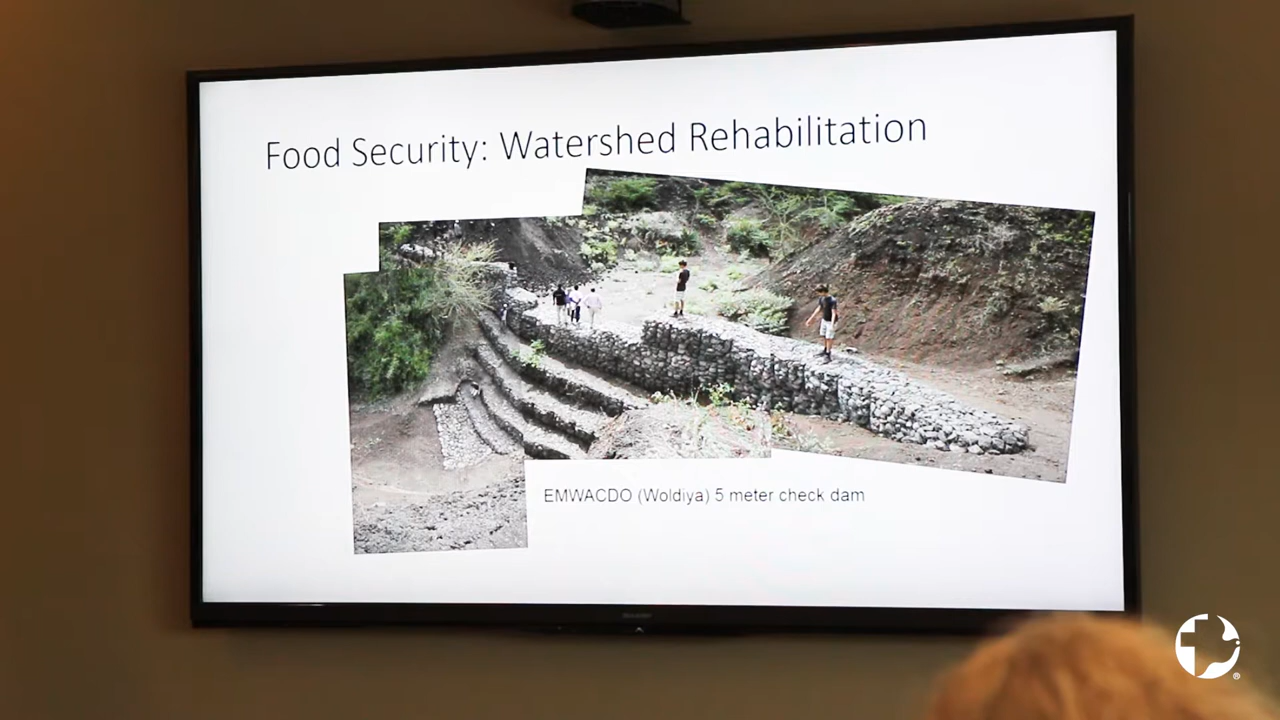 Food Security: Watershed Rehabilitation
EMWACDO (Woldiya) 5 meter check dam
®